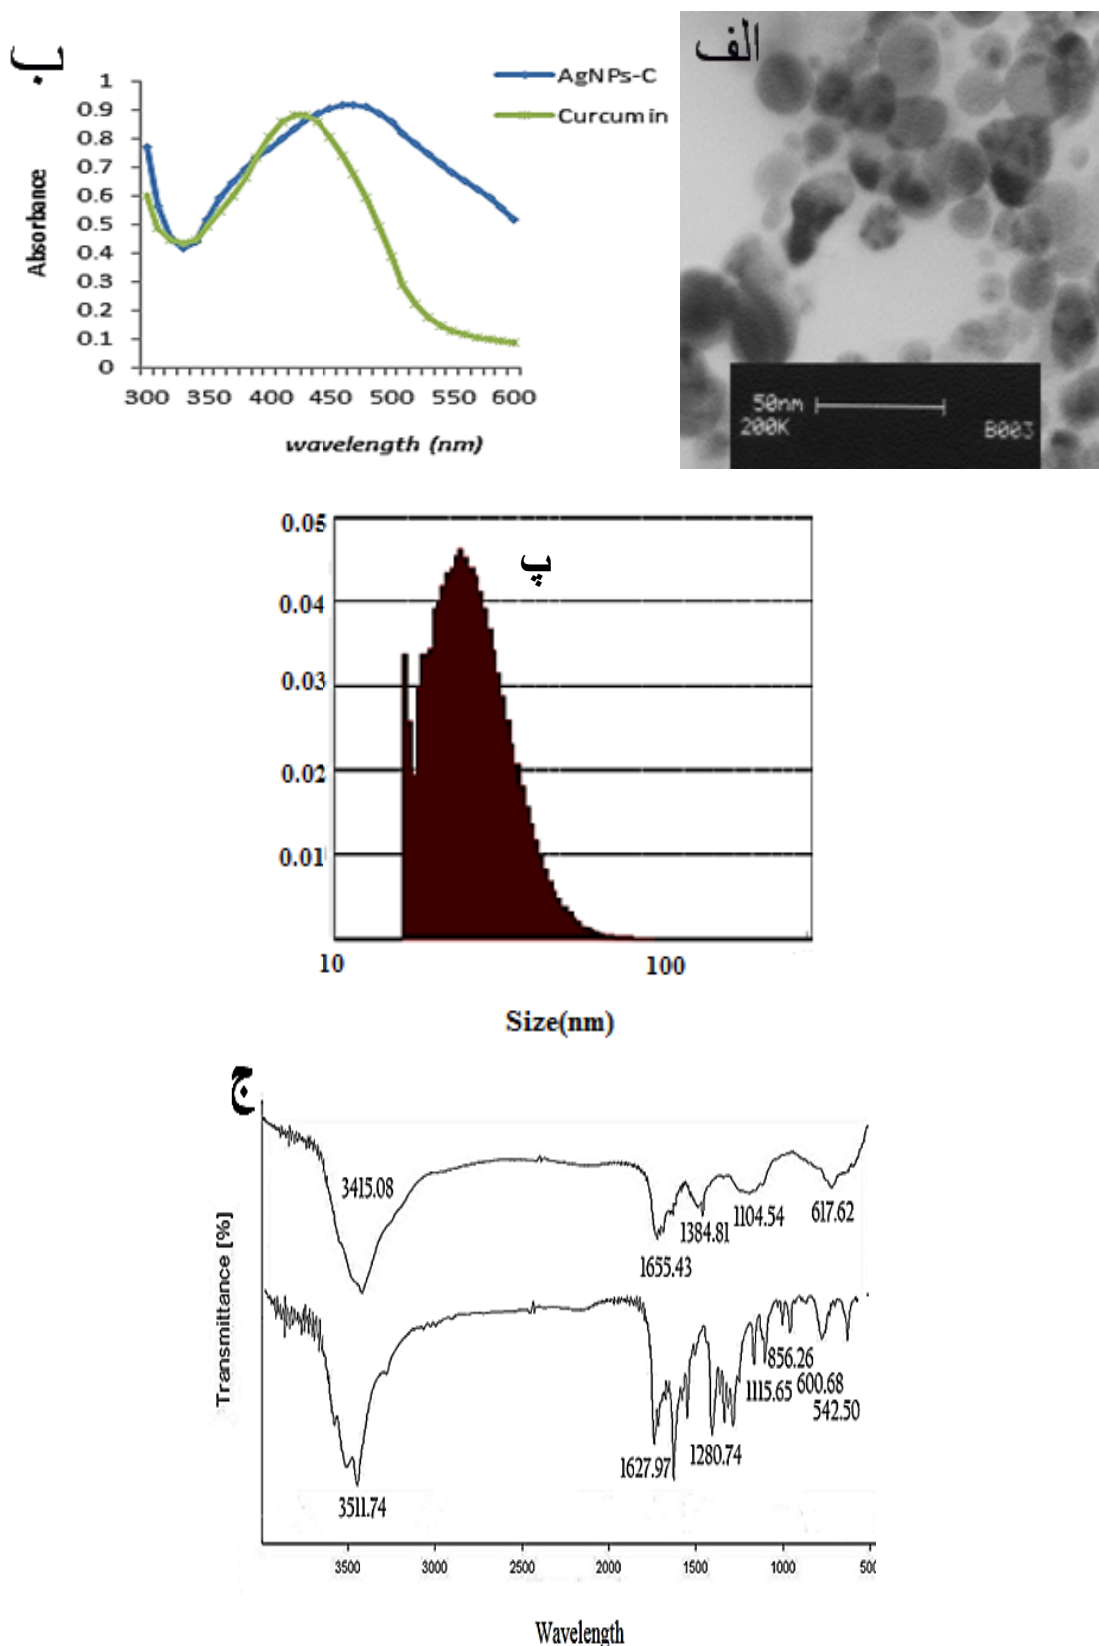 ب
1
0.9
0.8
0.7
0.6
0.5
0.4
0.3
0.2
0.1
0
Absorbance
300 350 400 450 500 550 600
wavelength (nm)
AgNPs-C
Curcumin
الف
50nm
200K
B003
پ
0.05
0.04
0.03
0.02
0.01
10 100
Size(nm)
ج
Transmittance [%]
3415.08
1655.43
1384.81
1104.54
617.62
3511.74
1627.97
1280.74
1115.65
856.26
600.68
542.50
3500 3000 2500 2000 1500 1000 500
Wavelength